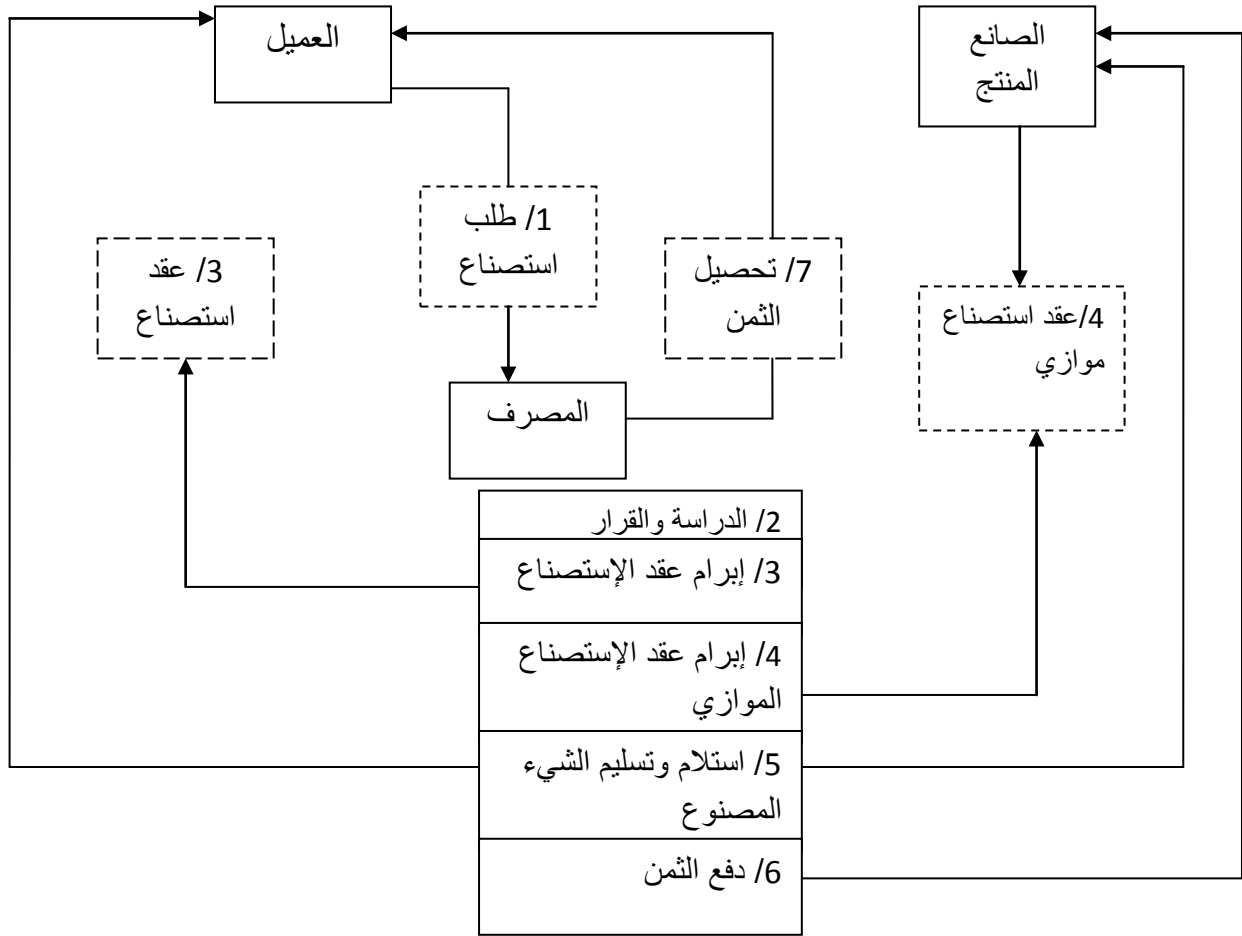 الصانع
المنتج
العميل
1/ طلب
استصناع
7/ تحصيل
الثمن
3/ عقد
استصناع
4/عقد استصناع
موازي
المصرف
2/ الدراسة والقرار
3/ إبرام عقد الإستصناع
4/ إبرام عقد الإستصناع
الموازي
5/ استلام وتسليم الشيء
المصنوع
6/ دفع الثمن